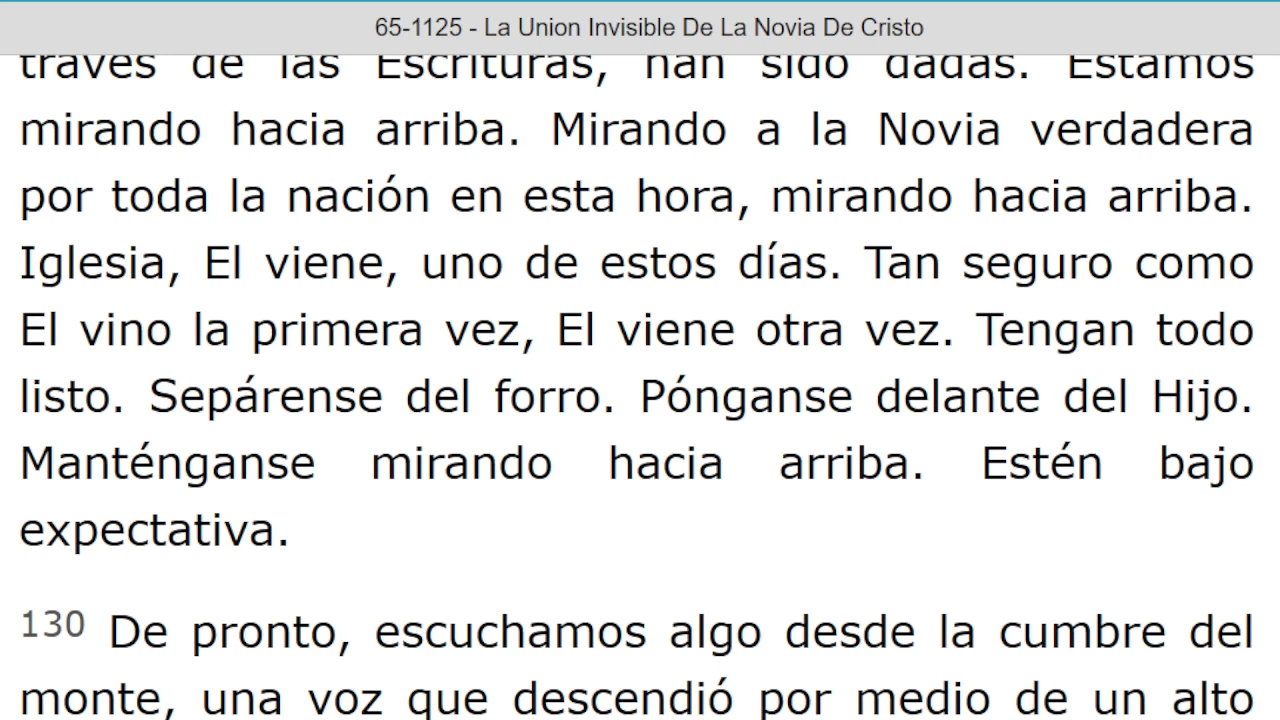 65-1125 - La Union Invisible De La Novia De Cristo
través de las Escrituras, han sido dadas. Estamos
mirando hacia arriba. Mirando a la Novia verdadera
por toda la nación en esta hora, mirando hacia arriba.
Iglesia, El viene, uno de estos días. Tan seguro como
El vino la primera vez, El viene otra vez. Tengan todo
listo. Sepárense del forro. Pónganse delante del Hijo.
Manténganse mirando hacia arriba. Estén bajo
expectativa.
130 De pronto, escuchamos algo desde la cumbre del
monte, una voz que descendió por medio de un alto